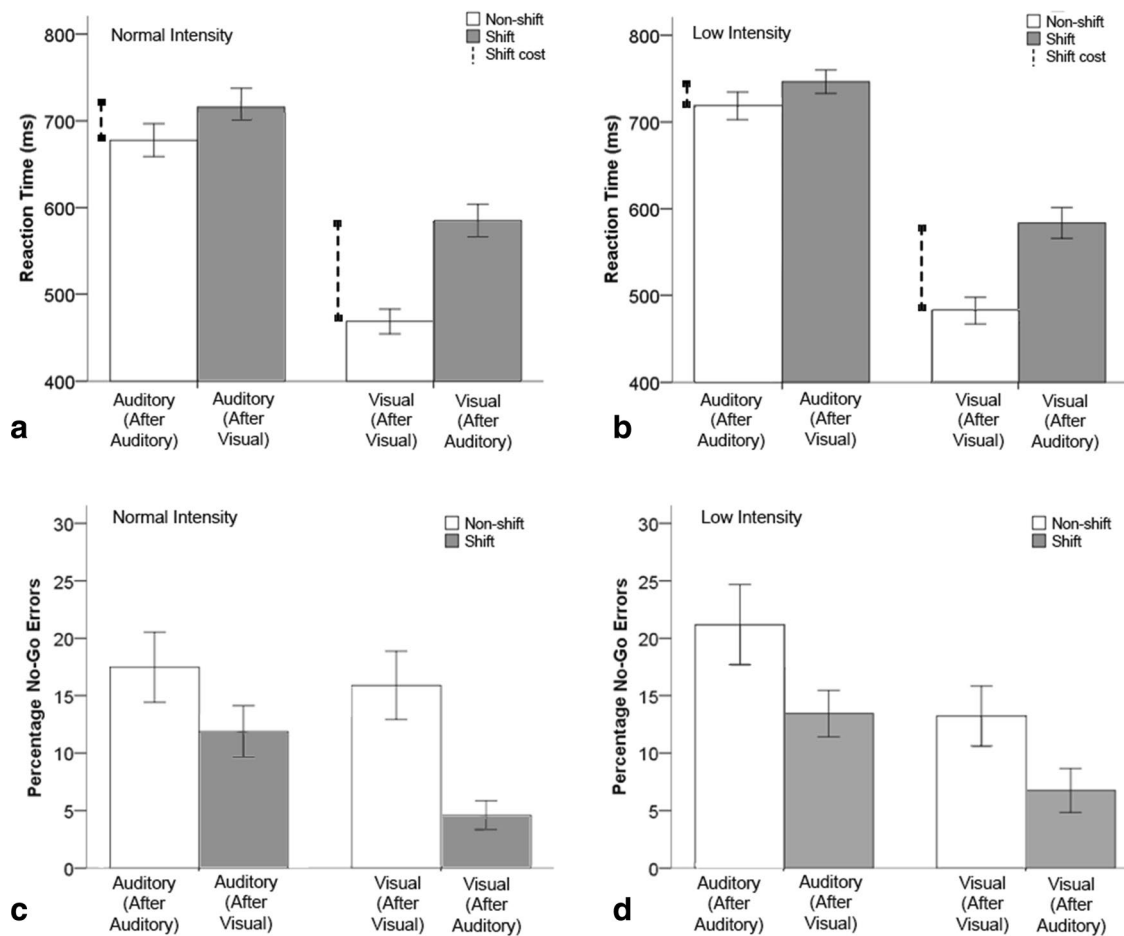 Normal Intensity
Non-shift
Shift
Shift cost
800
700
600
500
400
Reaction Time (ms)
Auditory (After Auditory)
Auditory (After Visual)
Visual (After Visual)
Visual (After Auditory)
a
Low Intensity
Non-shift
Shift
Shift cost
800
700
600
500
400
Reaction Time (ms)
Auditory (After Auditory)
Auditory (After Visual)
Visual (After Visual)
Visual (After Auditory)
b
Normal Intensity
Non-shift
Shift
30
25
20
15
10
5
0
Percentage No-Go Errors
Auditory (After Auditory)
Auditory (After Visual)
Visual (After Visual)
Visual (After Auditory)
c
Low Intensity
Non-shift
Shift
30
25
20
15
10
5
0
Percentage No-Go Errors
Auditory (After Auditory)
Auditory (After Visual)
Visual (After Visual)
Visual (After Auditory)
d